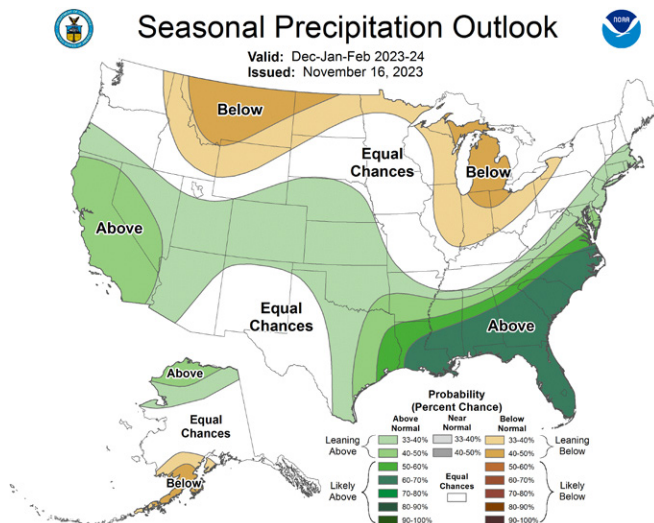 Seasonal Precipitation Outlook
NOAA
Valid: Dec-Jan-Feb 2023-24
Issued: November 16, 2023
Below
Equal
Chances
Below
Above
Equal
Chances
Above
Above
Equal
Chances
Below
Probability
(Percent Chance)
Above
Normal
Near
Normal
Below
Normal
Leaning
Above
33-40%
40-50%
33-40%
40-50%
33-40%
40-50%
Leaning
Below
Likely
Above
50-60%
60-70%
70-80%
80-90%
90-100%
Equal
Chances
50-60%
60-70%
70-80%
80-90%
90-100%
Likely
Below